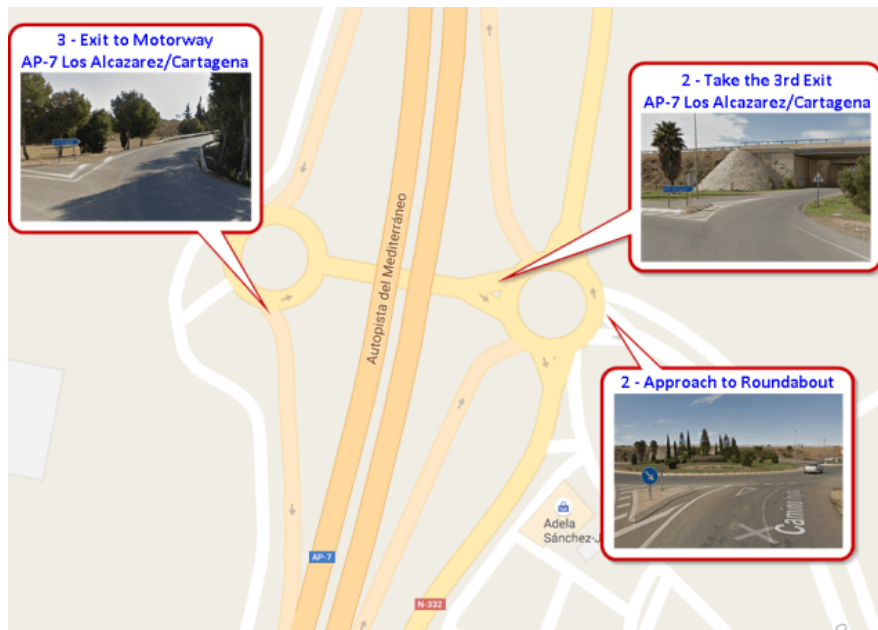 3 - Exit to Motorway
AP-7 Los Alcazarez/Cartagena
2 - Take the 3rd Exit
AP-7 Los Alcazarez/Cartagena
Autopista del Mediterráneo
2 - Approach to Roundabout
Camino
Adela
Sánchez-J
AP-7
N-332